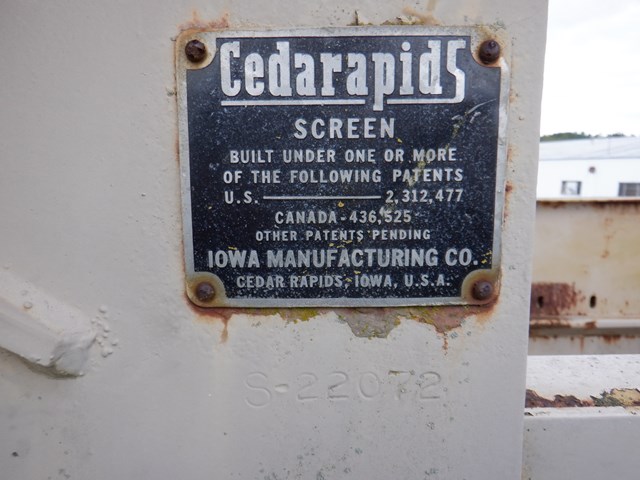 Cedarapids
SCREEN
BUILT UNDER ONE OR MORE
OF THE FOLLOWING PATENTS
U.S. 2,312,477
CANADA-436,525
OTHER PATENTS PENDING
IOWA MANUFACTURING CO.
CEDAR RAPIDS, IOWA, U.S.A.
S-22072